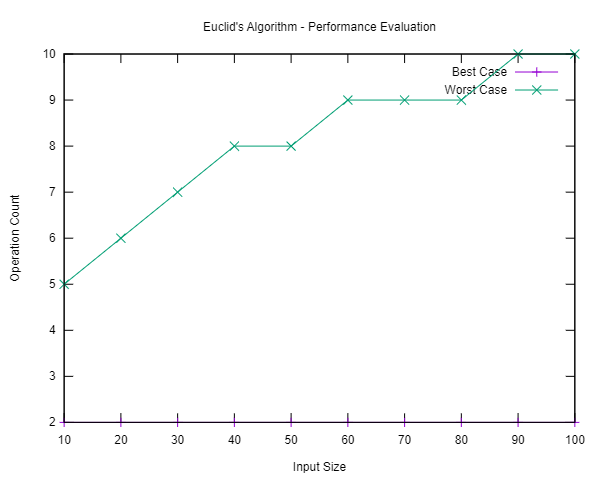 Euclid's Algorithm - Performance Evaluation
10
Best Case
Worst Case
9
8
7
6
5
4
3
2
Operation Count
10 20 30 40 50 60 70 80 90 100
Input Size